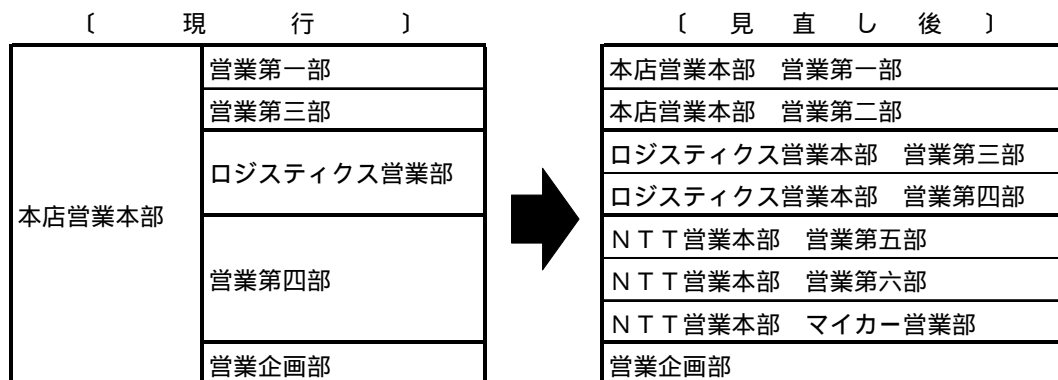 〔 現 行 〕
本店営業本部
営業第一部
営業第三部
ロジスティクス営業部
営業第四部
営業企画部
〔 見 直 し 後 〕
本店営業本部 営業第一部
本店営業本部 営業第二部
ロジスティクス営業本部 営業第三部
ロジスティクス営業本部 営業第四部
NTT営業本部 営業第五部
NTT営業本部 営業第六部
NTT営業本部 マイカー営業部
営業企画部